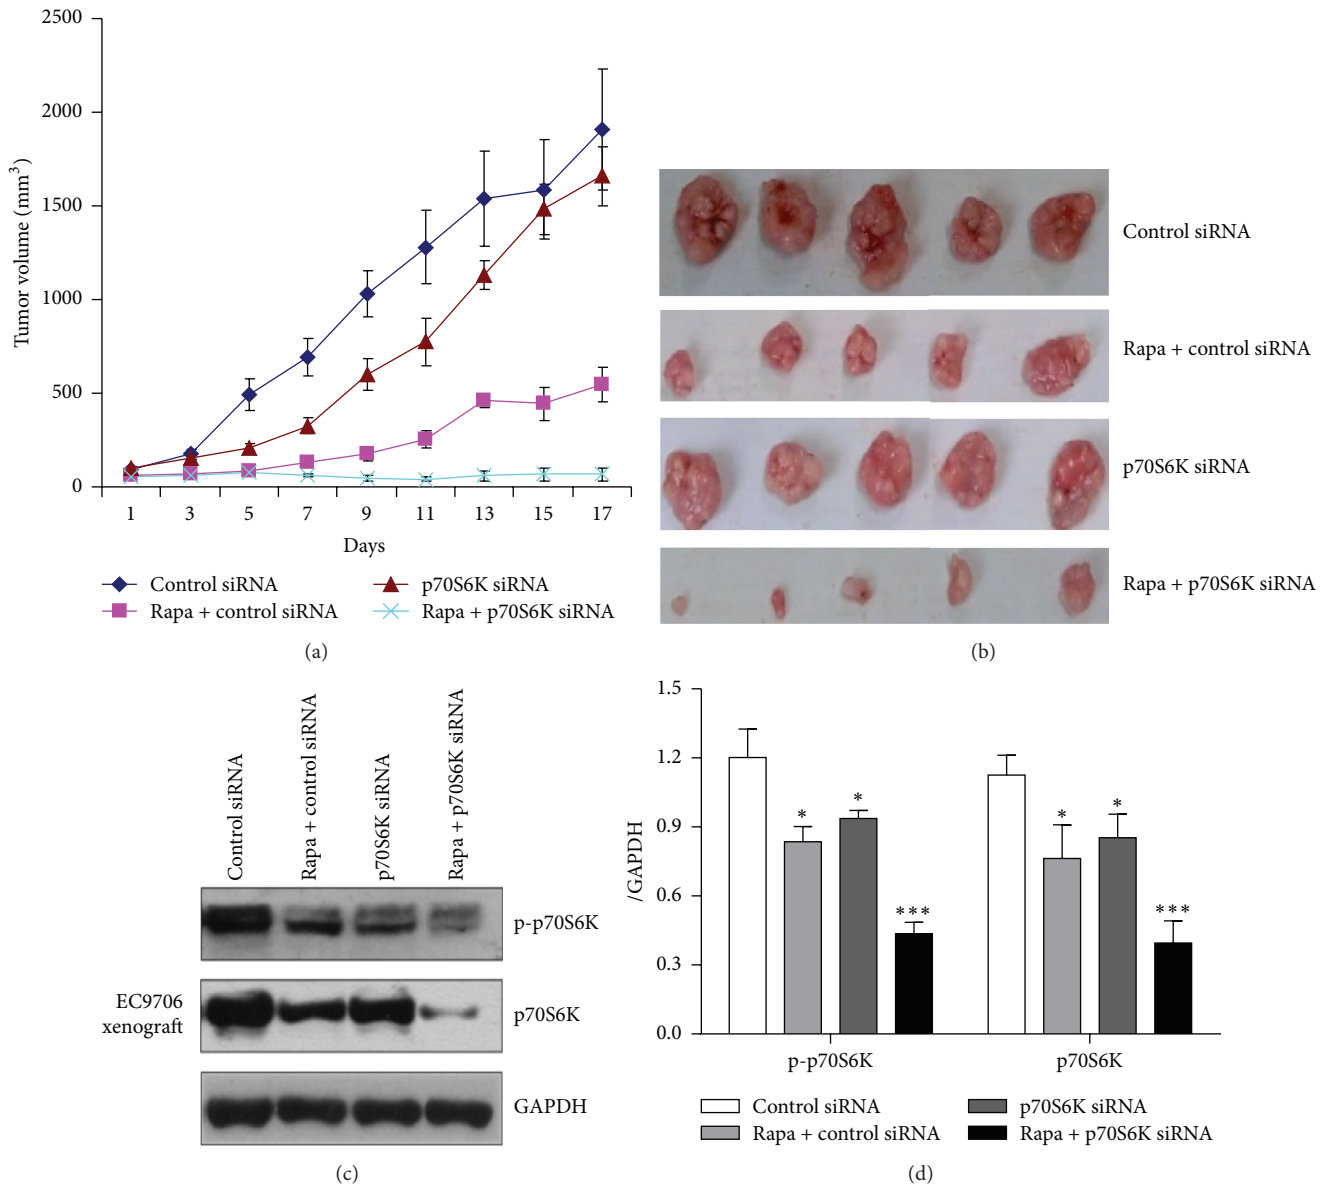 2500
2000
1500
1000
500
0
Tumor volume (mm³)
1 3 5 7 9 11 13 15 17
Days
Control siRNA
p70S6K siRNA
Rapa + control siRNA
Rapa + p70S6K siRNA
(a)
Control siRNA
Rapa + control siRNA
p70S6K siRNA
Rapa + p70S6K siRNA
(b)
Control siRNA
Rapa + control siRNA
p70S6K siRNA
Rapa + p70S6K siRNA
p-p70S6K
EC9706
xenograft
p70S6K
GAPDH
(c)
1.5
1.2
0.9
0.6
0.3
0.0
/GAPDH
* * ***
* * ***
p-p70S6K
p70S6K
Control siRNA
p70S6K siRNA
Rapa + control siRNA
Rapa + p70S6K siRNA
(d)